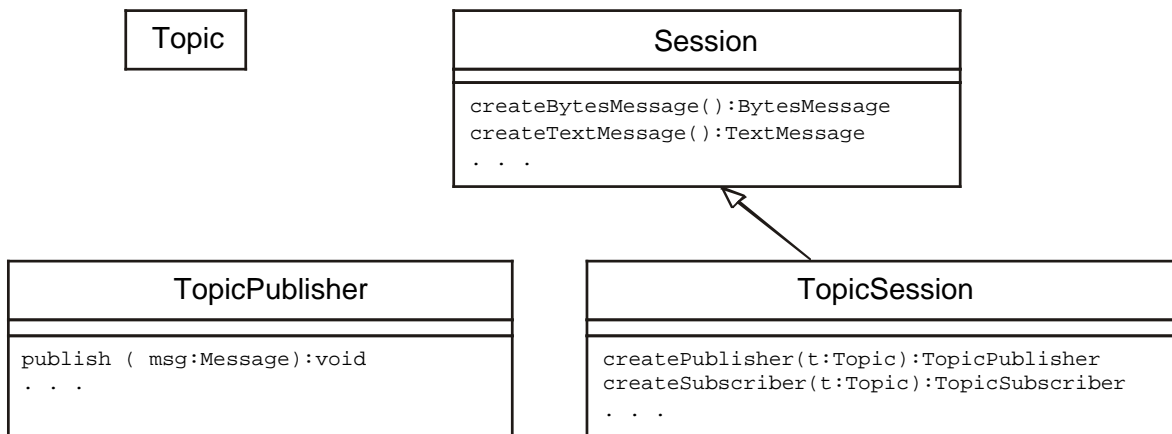 Topic
Session
createBytesMessage():BytesMessage
createTextMessage():TextMessage
. . .
TopicPublisher
publish ( msg:Message):void
. . .
TopicSession
createPublisher(t:Topic):TopicPublisher
createSubscriber(t:Topic):TopicSubscriber
. . .